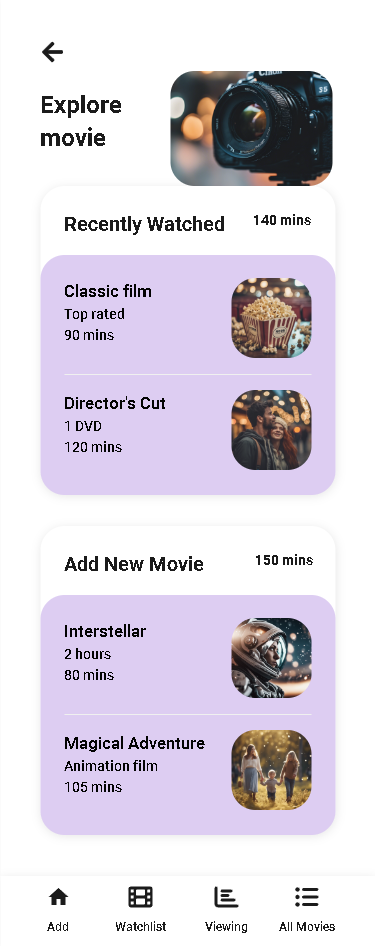 Explore
movie
Canon
Recently Watched
140 mins
Classic film
Top rated
90 mins
Director's Cut
1 DVD
120 mins
Add New Movie
150 mins
Interstellar
2 hours
80 mins
Magical Adventure
Animation film
105 mins
Add
Watchlist
Viewing
All Movies